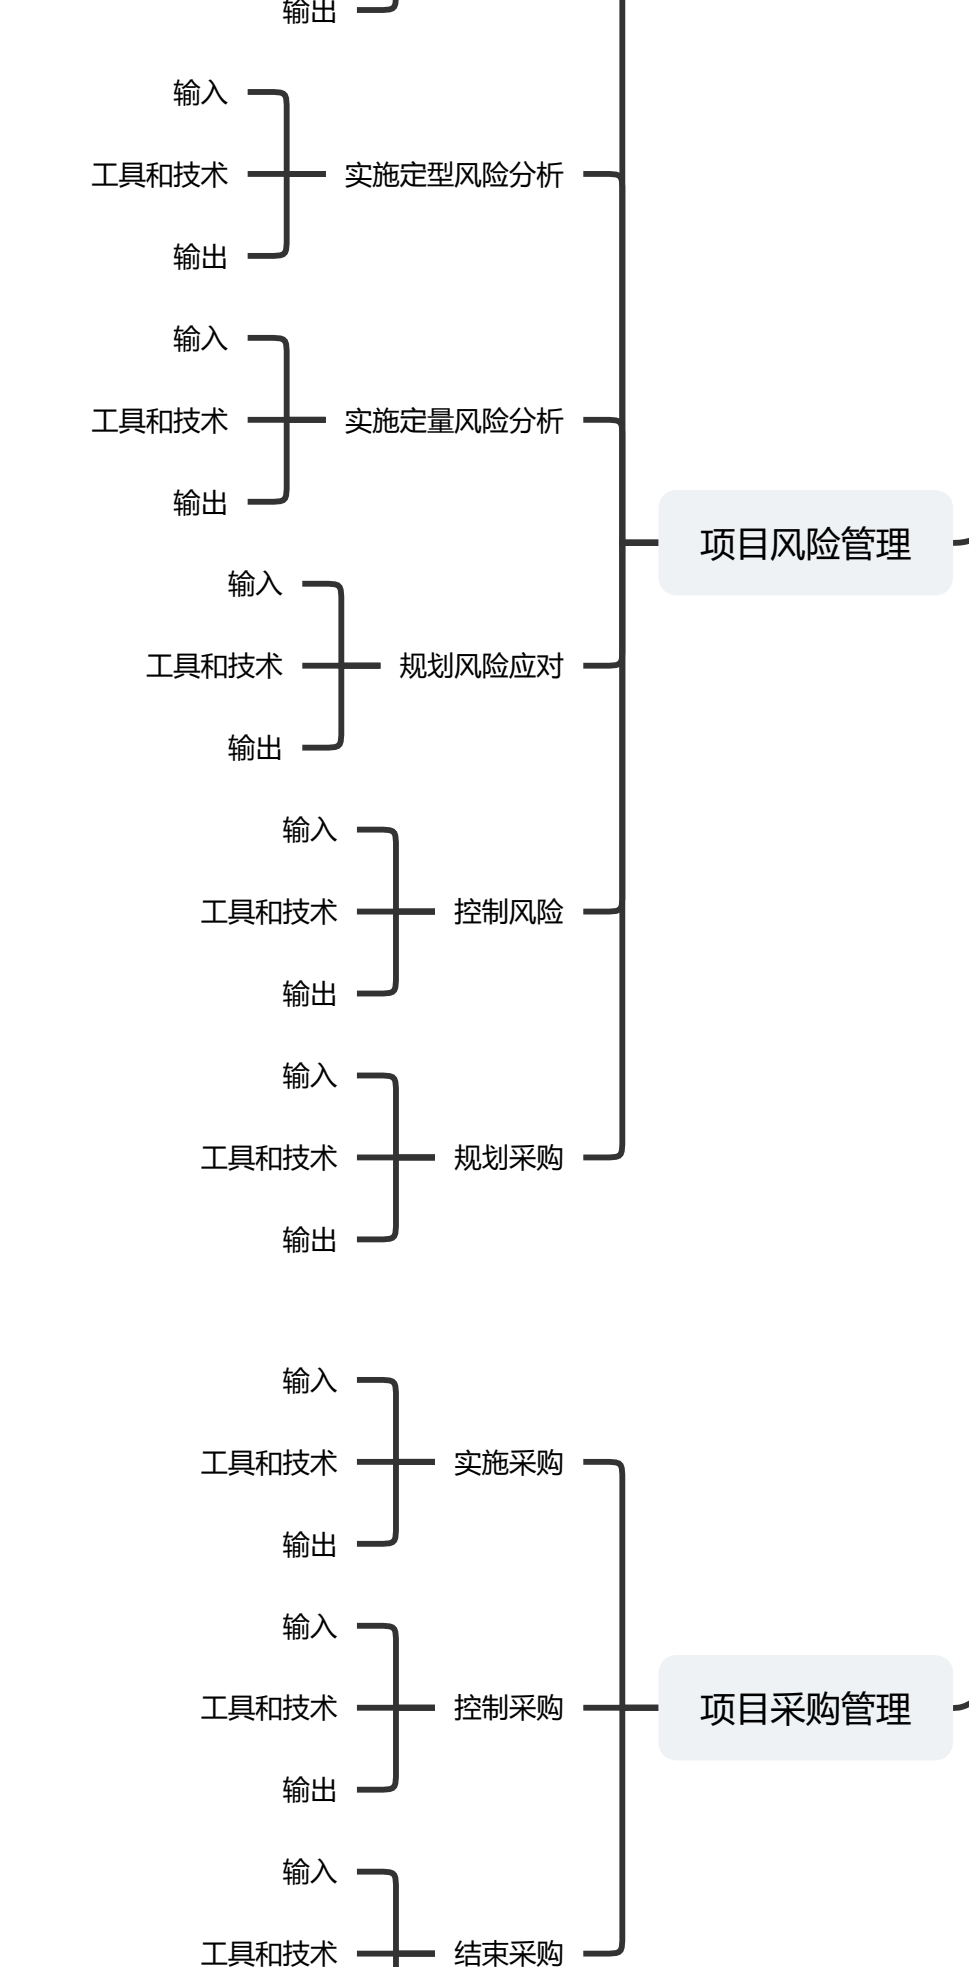 输出
输入
工具和技术
实施定型风险分析
输出
输入
工具和技术
实施定量风险分析
输出
项目风险管理
输入
工具和技术
规划风险应对
输出
输入
工具和技术
控制风险
输出
输入
工具和技术
规划采购
输出
输入
工具和技术
实施采购
输出
输入
工具和技术
控制采购
项目采购管理
输出
输入
工具和技术
结束采购